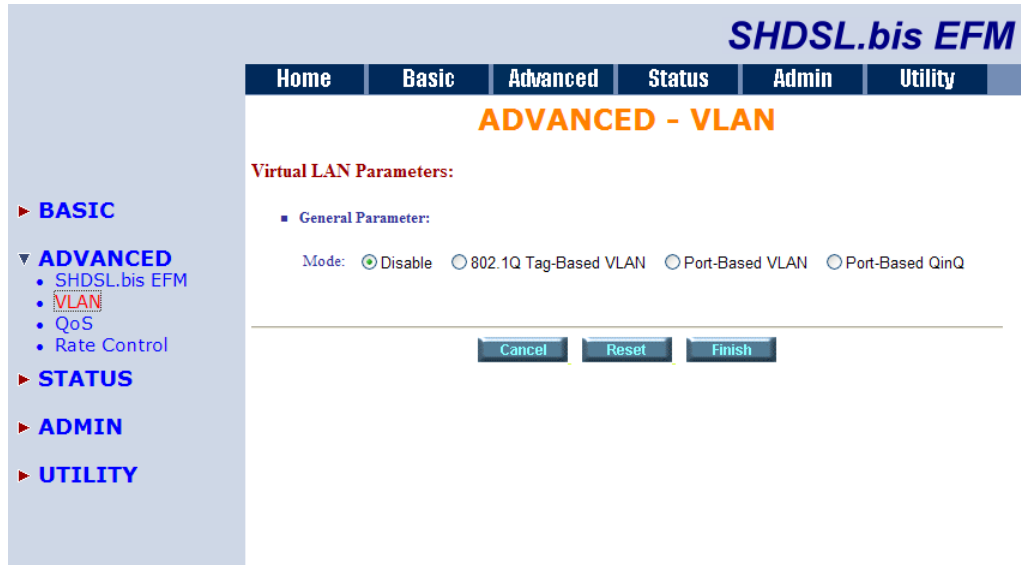 SHDSL.bis EFM
Home Basic Advanced Status Admin Utility
ADVANCED - VLAN
Virtual LAN Parameters:
General Parameter:
Mode: Disable 802.1Q Tag-Based VLAN Port-Based VLAN Port-Based QinQ
Cancel Reset Finish
BASIC
ADVANCED
SHDSL.bis EFM
VLAN
QoS
Rate Control
STATUS
ADMIN
UTILITY